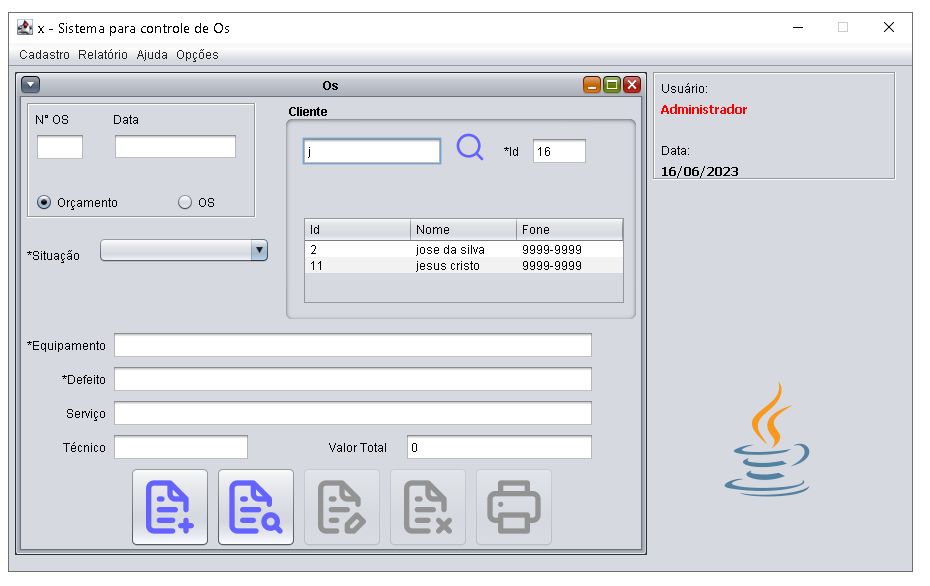 x - Sistema para controle de Os
Cadastro Relatório Ajuda Opções
Os
N° OS
Data
Orçamento
OS
*Situação
Cliente
j
*Id
16
Id Nome Fone
2 jose da silva 9999-9999
11 jesus cristo 9999-9999
*Equipamento
*Defeito
Serviço
Técnico
Valor Total
0
Usuário:
Administrador
Data:
16/06/2023